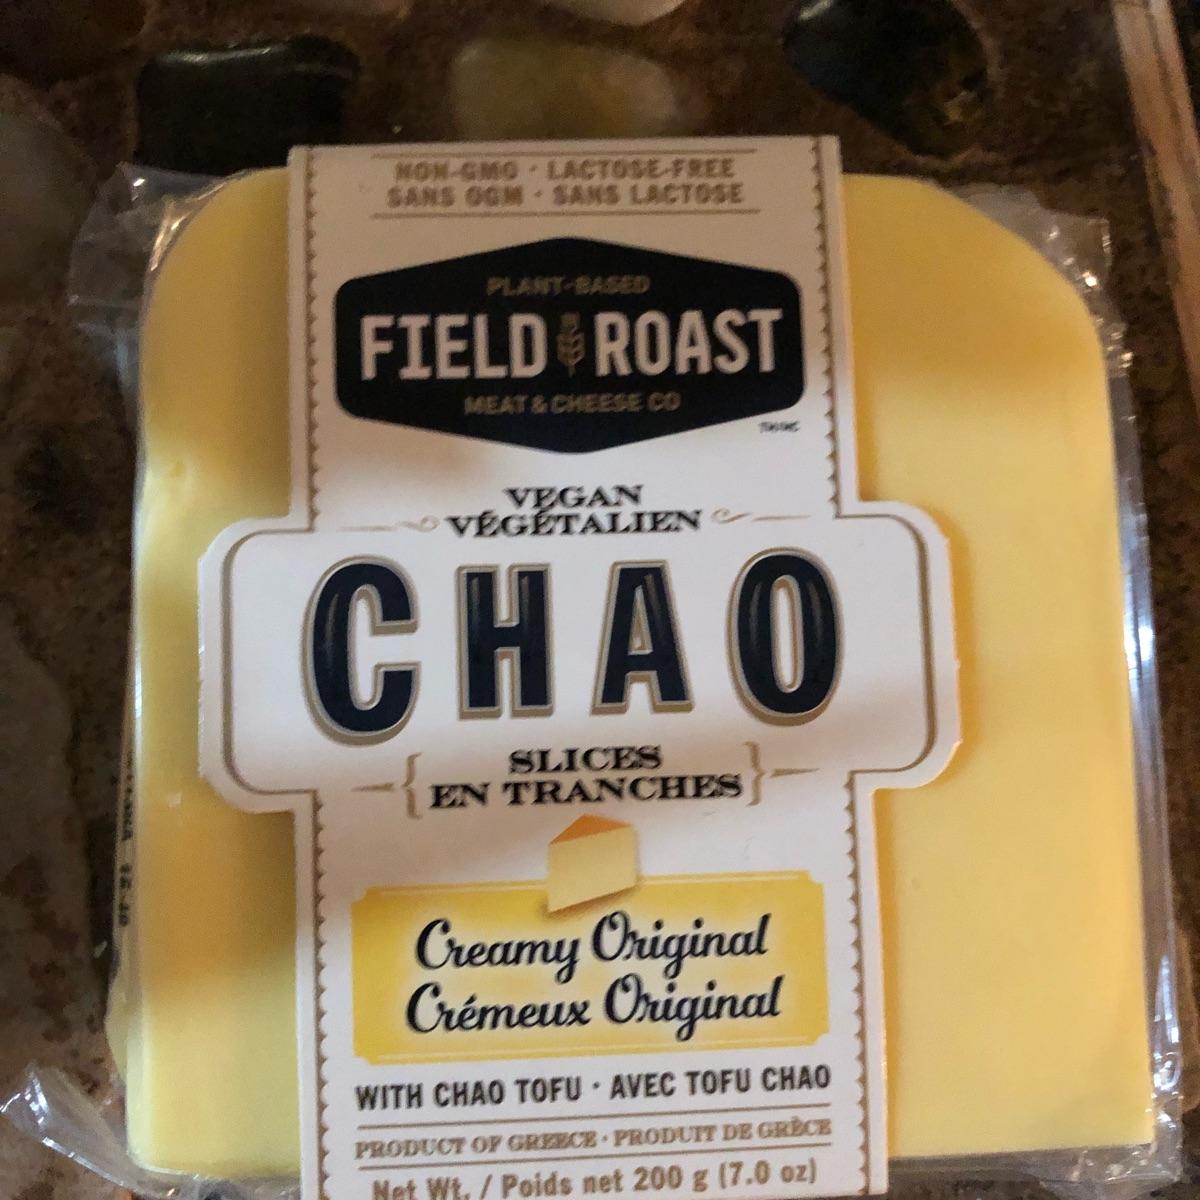 NON-GMO · LACTOSE-FREE
SANS OGM · SANS LACTOSE
PLANT-BASED
FIELD ROAST
MEAT & CHEESE CO
VEGAN
VÉGÉTALIEN
CHAO
SLICES
EN TRANCHES
Creamy Original
Crémeux Original
WITH CHAO TOFU · AVEC TOFU CHAO
PRODUCT OF GREECE · PRODUIT DE GRÈCE
Net Wt. / Poids net 200 g (7.0 oz)